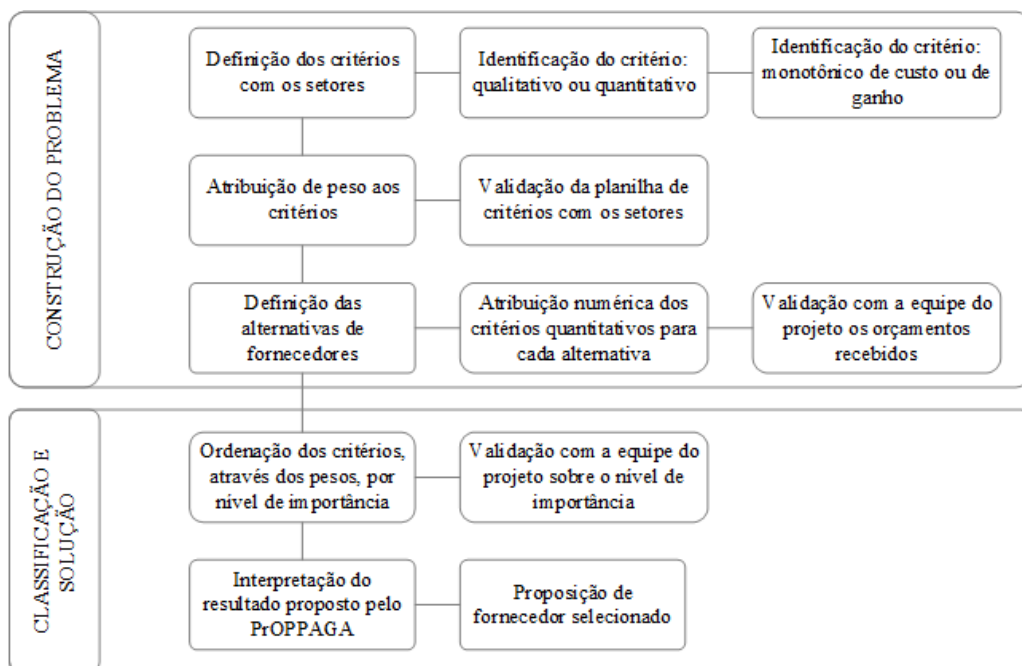 CONSTRUÇÃO DO PROBLEMA
Definição dos critérios
com os setores
Identificação do critério:
qualitativo ou quantitativo
Identificação do critério:
monotônico de custo ou de
ganho
Atribuição de peso aos
critérios
Validação da planilha de
critérios com os setores
Definição das
alternativas de
fornecedores
Atribuição numérica dos
critérios quantitativos para
cada alternativa
Validação com a equipe do
projeto os orçamentos
recebidos
CLASSIFICAÇÃO E
SOLUÇÃO
Ordenação dos critérios,
através dos pesos, por
nível de importância
Validação com a equipe do
projeto sobre o nível de
importância
Interpretação do
resultado proposto pelo
PrOPPAGA
Proposição de
fornecedor selecionado